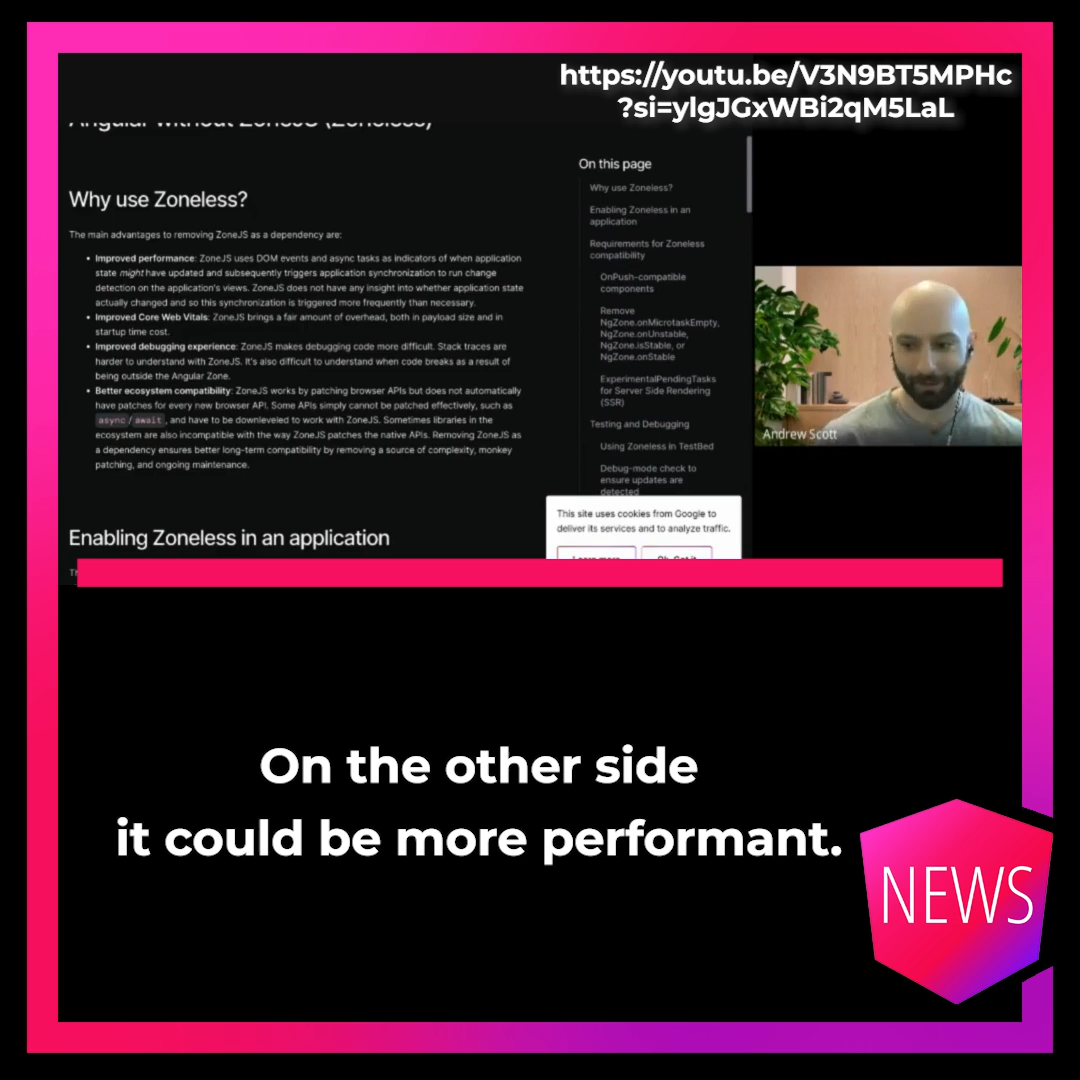 https://youtu.be/V3N9BT5MPHc
?si=ylgJGxWBi2qM5LaL
Angular without ZoneJS (Zoneless)
Why use Zoneless?
The main advantages to removing ZoneJS as a dependency are:
• Improved performance: ZoneJS uses DOM events and async tasks as indicators of when application
state might have updated and subsequently triggers application synchronization to run change
detection on the application's views. ZoneJS does not have any insight into whether application state
actually changed and so this synchronization is triggered more frequently than necessary.
• Improved Core Web Vitals: ZoneJS brings a fair amount of overhead, both in payload size and in
startup time cost.
• Improved debugging experience: ZoneJS makes debugging code more difficult. Stack traces are
harder to understand with ZoneJS. It's also difficult to understand when code breaks as a result of
being outside the Angular Zone.
• Better ecosystem compatibility: ZoneJS works by patching browser APIs but does not automatically
have patches for every new browser API. Some APIs simply cannot be patched effectively, such as
async/await, and have to be downleveled to work with ZoneJS. Sometimes libraries in the
ecosystem are also incompatible with the way ZoneJS patches the native APIs. Removing ZoneJS as
a dependency ensures better long-term compatibility by removing a source of complexity, monkey
patching, and ongoing maintenance.
Enabling Zoneless in an application
On this page
Why use Zoneless?
Enabling Zoneless in an
application
Requirements for Zoneless
compatibility
OnPush-compatible
components
Remove
NgZone.onMicrotaskEmpty,
NgZone.onUnstable,
NgZone.isStable, or
NgZone.onStable
ExperimentalPendingTasks
for Server Side Rendering
(SSR)
Testing and Debugging
Using Zoneless in TestBed
Debug-mode check to
ensure updates are
detected
This site uses cookies from Google to
deliver its services and to analyze traffic.
Andrew Scott
On the other side
it could be more performant.
NEWS